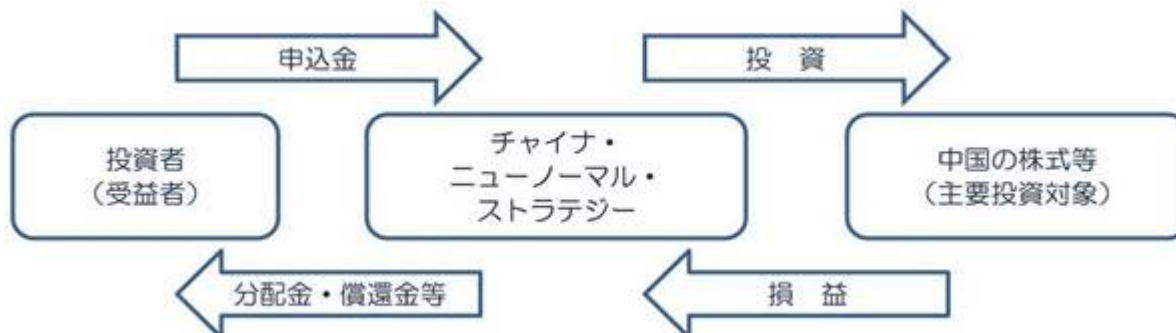 申込金
投　資
投資者
（受益者）
チャイナ・
ニューノーマル・
ストラテジー
中国の株式等
（主要投資対象）
分配金・償還金等
損　益